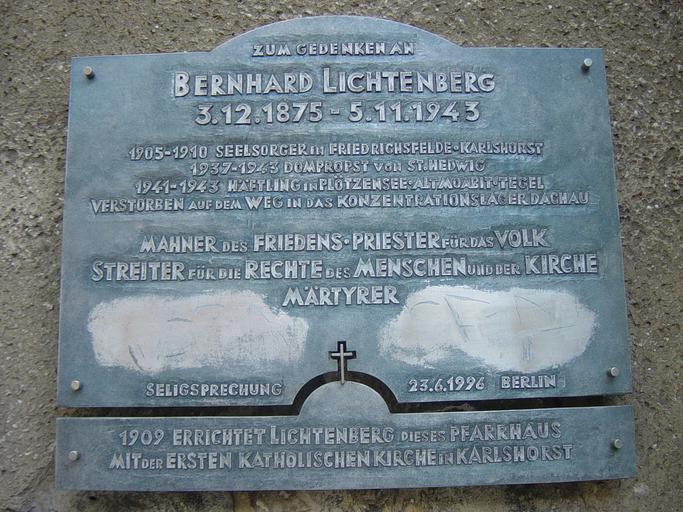 ZUM GEDENKEN AN
BERNHARD LICHTENBERG
3.12.1875 - 5.11.1943
1905-1910 SEELSORGER IN FRIEDRICHSFELDE-KARLSHORST
1937-1943 DOMPROPST VON ST. HEDWIG
1941-1943 HÄFTLING IN PLÖTZENSEE-ALTMOABIT-TEGEL
VERSTORBEN AUF DEM WEG IN DAS KONZENTRATIONSLAGER DACHAU
MAHNER DES FRIEDENS · PRIESTER FÜR DAS VOLK
STREITER FÜR DIE RECHTE DES MENSCHEN UND DER KIRCHE
MÄRTYRER
SELIGSPRECHUNG 23.6.1996 BERLIN
1909 ERRICHTET LICHTENBERG DIESES PFARRHAUS
MIT DER ERSTEN KATHOLISCHEN KIRCHE IN KARLSHORST